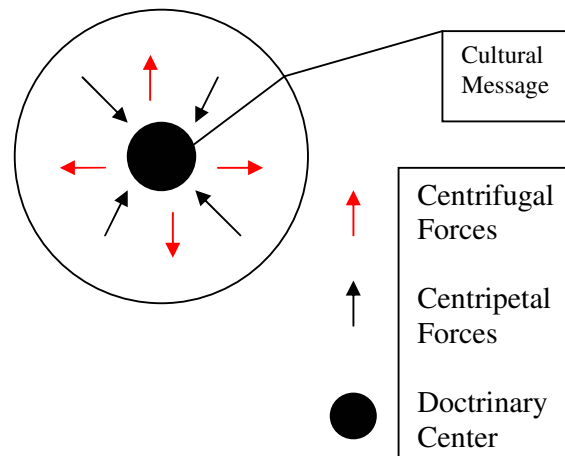 Cultural
Message
Centrifugal
Forces
Centripetal
Forces
Doctrinary
Center